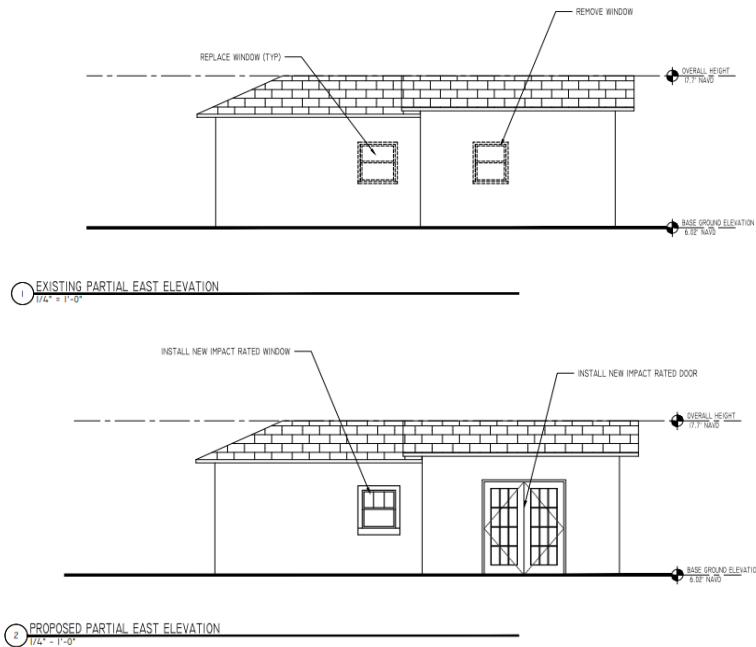 REMOVE WINDOW
REPLACE WINDOW (TYP)
OVERALL HEIGHT
17.7' NAVD
BASE GROUND ELEVATION
6.02' NAVD
1
EXISTING PARTIAL EAST ELEVATION
1/4" = 1'-0"
INSTALL NEW IMPACT RATED WINDOW
INSTALL NEW IMPACT RATED DOOR
OVERALL HEIGHT
17.7' NAVD
BASE GROUND ELEVATION
6.02' NAVD
2
PROPOSED PARTIAL EAST ELEVATION
1/4" = 1'-0"